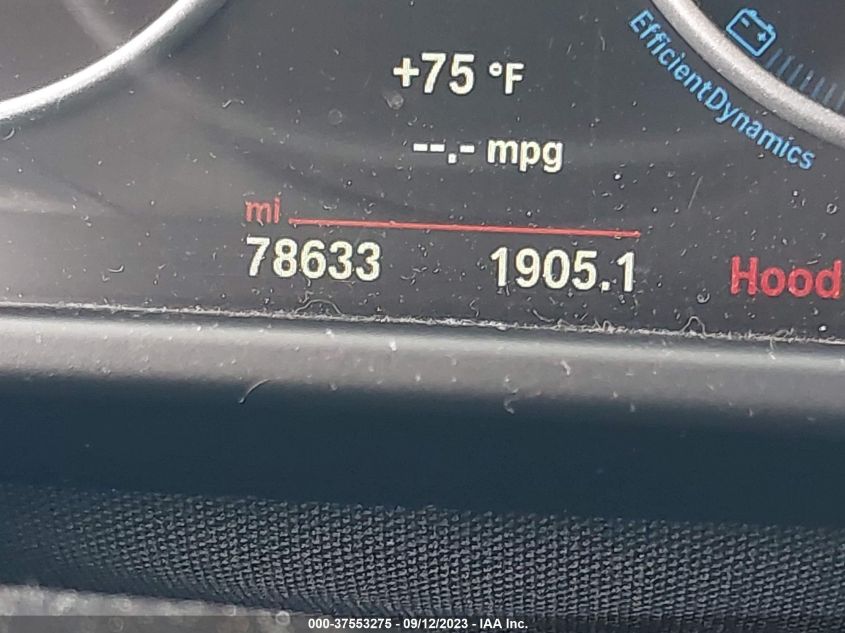 +75 °F
EfficientDynamics
--.- mpg
mi
78633 1905.1
Hood
000-37553275 - 09/12/2023 - IAA Inc.